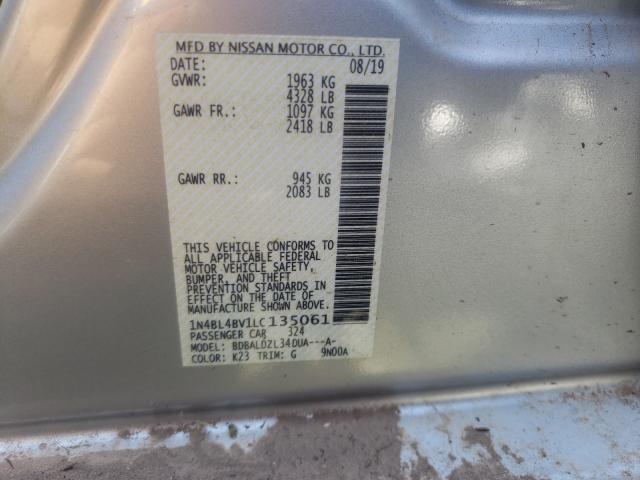 MFD BY NISSAN MOTOR CO., LTD.
DATE: 08/19
GVWR: 1963 KG
4328 LB
GAWR FR.: 1097 KG
2418 LB
GAWR RR.: 945 KG
2083 LB
THIS VEHICLE CONFORMS TO
ALL APPLICABLE FEDERAL
MOTOR VEHICLE SAFETY,
BUMPER, AND THEFT
PREVENTION STANDARDS IN
EFFECT ON THE DATE OF
MANUFACTURE SHOWN ABOVE.
1N4BL4BV1LC135061
PASSENGER CAR 324
MODEL: BDBALDZL34DUA---A-
COLOR: K23 TRIM: G 9N00A